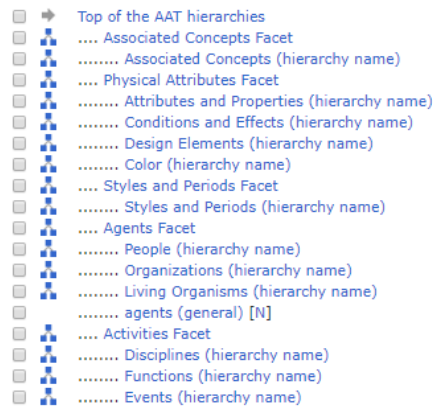 Top of the AAT hierarchies
.... Associated Concepts Facet
........ Associated Concepts (hierarchy name)
.... Physical Attributes Facet
........ Attributes and Properties (hierarchy name)
........ Conditions and Effects (hierarchy name)
........ Design Elements (hierarchy name)
........ Color (hierarchy name)
.... Styles and Periods Facet
........ Styles and Periods (hierarchy name)
.... Agents Facet
........ People (hierarchy name)
........ Organizations (hierarchy name)
........ Living Organisms (hierarchy name)
........ agents (general) [N]
.... Activities Facet
........ Disciplines (hierarchy name)
........ Functions (hierarchy name)
........ Events (hierarchy name)